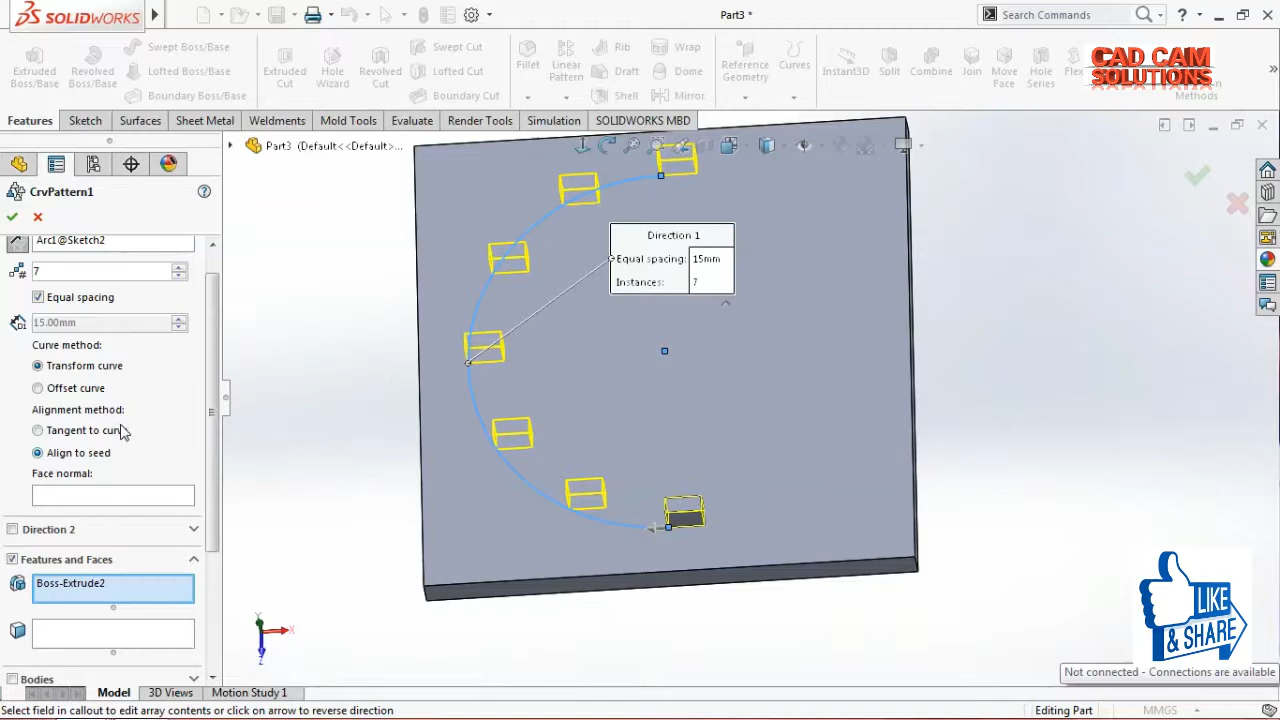 SOLIDWORKS
Part3 *
Search Commands
Extruded Boss/Base
Revolved Boss/Base
Swept Boss/Base
Lofted Boss/Base
Boundary Boss/Base
Extruded Cut
Hole Wizard
Revolved Cut
Swept Cut
Lofted Cut
Boundary Cut
Fillet
Linear Pattern
Rib
Draft
Shell
Wrap
Dome
Mirror
Reference Geometry
Curves
Instant3D
Split
Combine
Join
Move Face
Hole Series
Flex
Methods
CAD CAM
SOLUTIONS
Features
Sketch
Surfaces
Sheet Metal
Weldments
Mold Tools
Evaluate
Render Tools
Simulation
SOLIDWORKS MBD
Part3 (Default<<Default>...
CrvPattern1
Arc1@Sketch2
7
Equal spacing
15.00mm
Curve method:
Transform curve
Offset curve
Alignment method:
Tangent to curv
Align to seed
Face normal:
Direction 2
Features and Faces
Boss-Extrude2
Bodies
Direction 1
Equal spacing: 15mm
Instances: 7
Y
X
Z
LIKE
& SHARE
Not connected - Connections are available
Model
3D Views
Motion Study 1
Select field in callout to edit array contents or click on arrow to reverse direction
Editing Part
MMGS